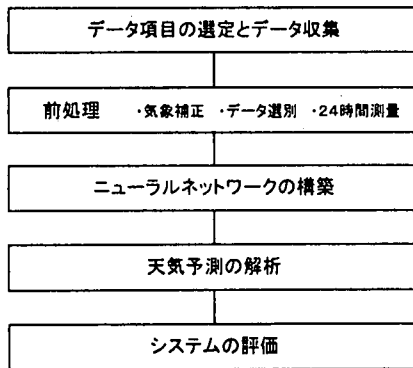 データ項目の選定とデータ収集
前処理 ・気象補正 ・データ選別 ・24時間測量
ニューラルネットワークの構築
天気予測の解析
システムの評価